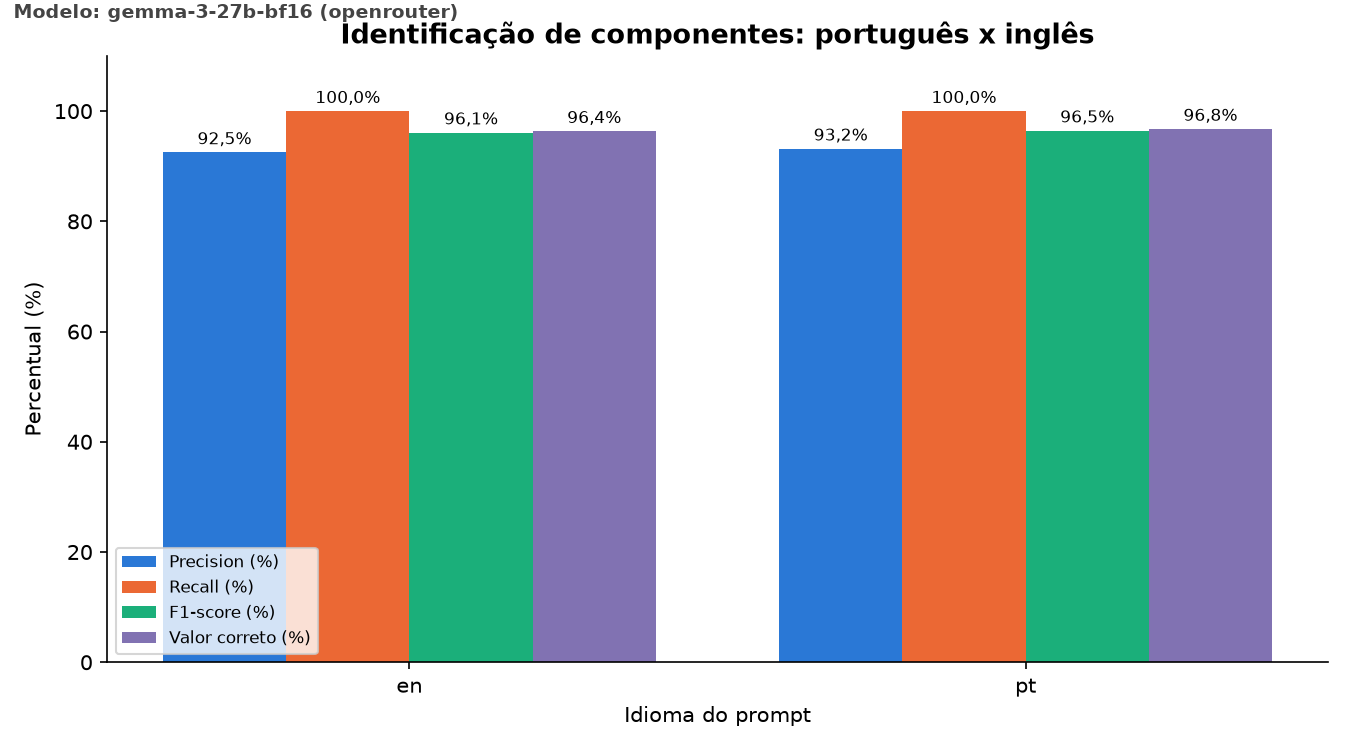 Modelo: gemma-3-27b-bf16 (openrouter)
Identificação de componentes: português x inglês
Percentual (%)
100
80
60
40
20
0
92,5%
100,0%
96,1%
96,4%
93,2%
100,0%
96,5%
96,8%
Precision (%)
Recall (%)
F1-score (%)
Valor correto (%)
en
pt
Idioma do prompt